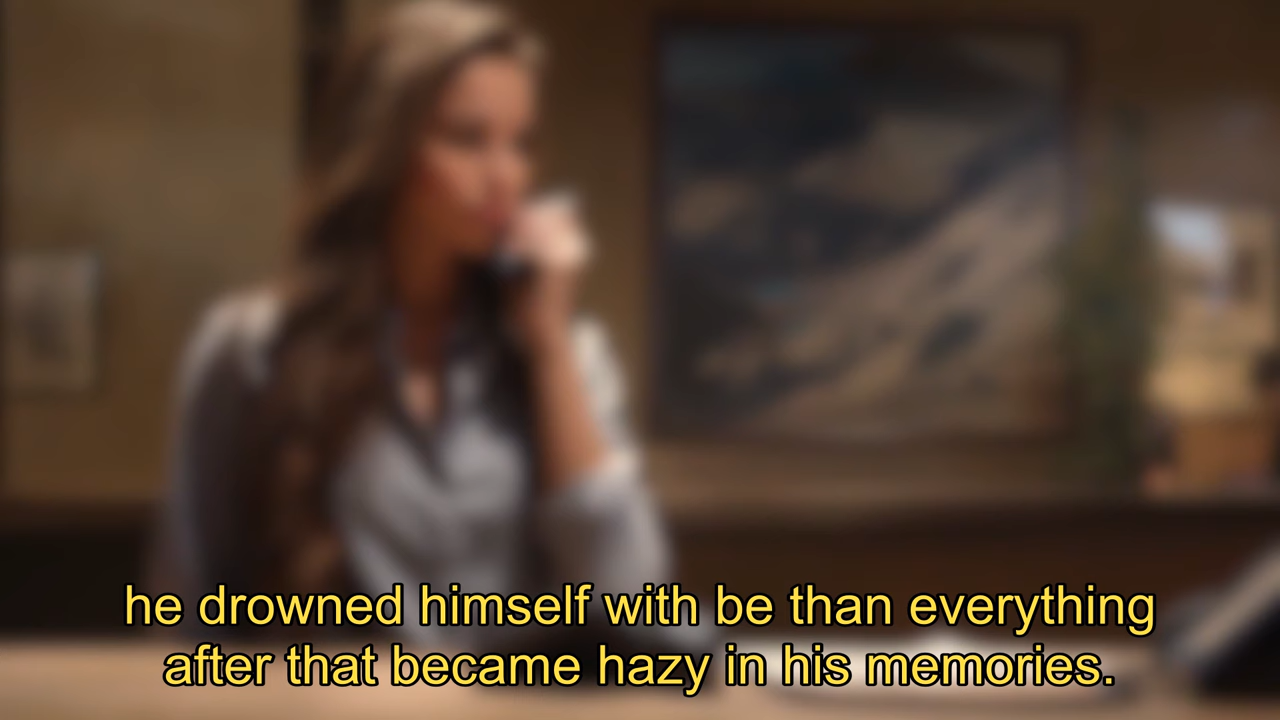 he drowned himself with be than everything
after that became hazy in his memories.